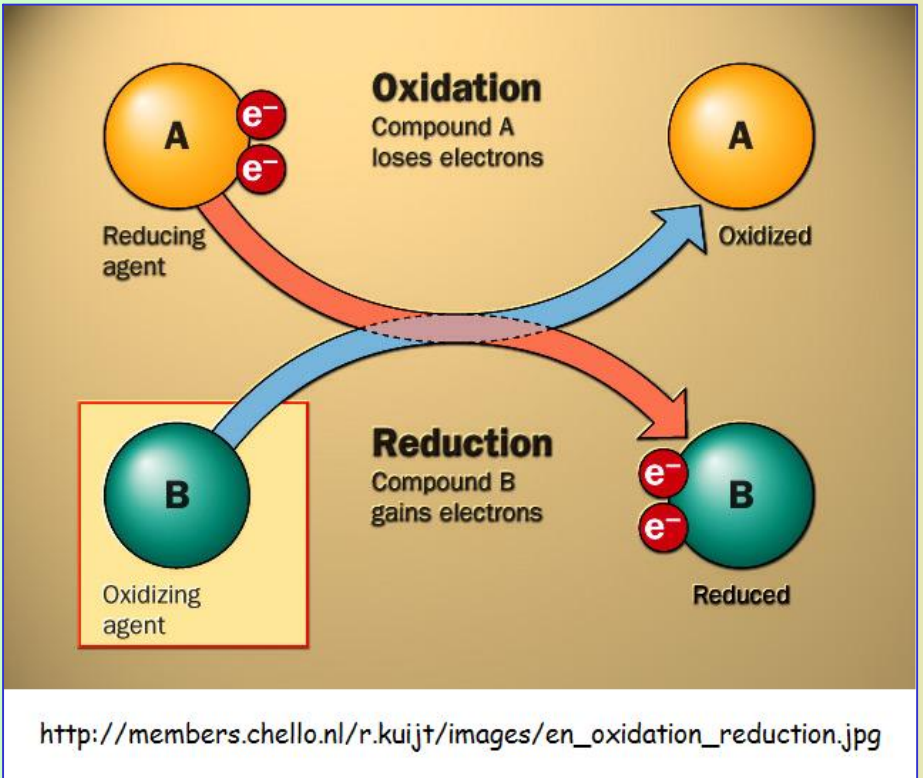 A
e–
e–
Oxidation
Compound A
loses electrons
A
Reducing
agent
Oxidized
B
Oxidizing
agent
Reduction
Compound B
gains electrons
e–
e–
B
Reduced
http://members.chello.nl/r.kuijt/images/en_oxidation_reduction.jpg